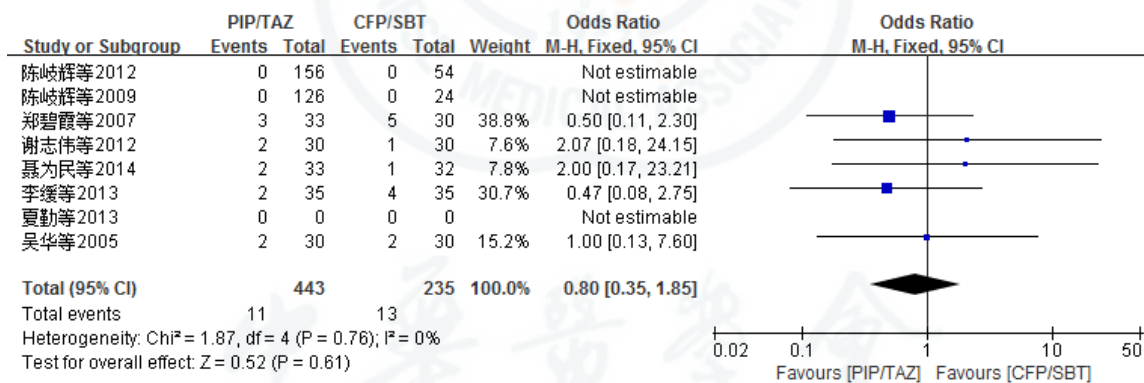 PIP/TAZ CFP/SBT Odds Ratio Odds Ratio
Study or Subgroup Events Total Events Total Weight M-H, Fixed, 95% CI M-H, Fixed, 95% CI
陈岐辉等2012 0 156 0 54 Not estimable
陈岐辉等2009 0 126 0 24 Not estimable
郑碧霞等2007 3 33 5 30 38.8% 0.50 [0.11, 2.30]
谢志伟等2012 2 30 1 30 7.6% 2.07 [0.18, 24.15]
聂为民等2014 2 33 1 32 7.8% 2.00 [0.17, 23.21]
李缓等2013 2 35 4 35 30.7% 0.47 [0.08, 2.75]
夏勤等2013 0 0 0 0 Not estimable
吴华等2005 2 30 2 30 15.2% 1.00 [0.13, 7.60]
Total (95% CI) 443 235 100.0% 0.80 [0.35, 1.85]
Total events 11 13
Heterogeneity: Chi² = 1.87, df = 4 (P = 0.76); I² = 0%
Test for overall effect: Z = 0.52 (P = 0.61)
0.02 0.1 1 10 50
Favours [PIP/TAZ] Favours [CFP/SBT]